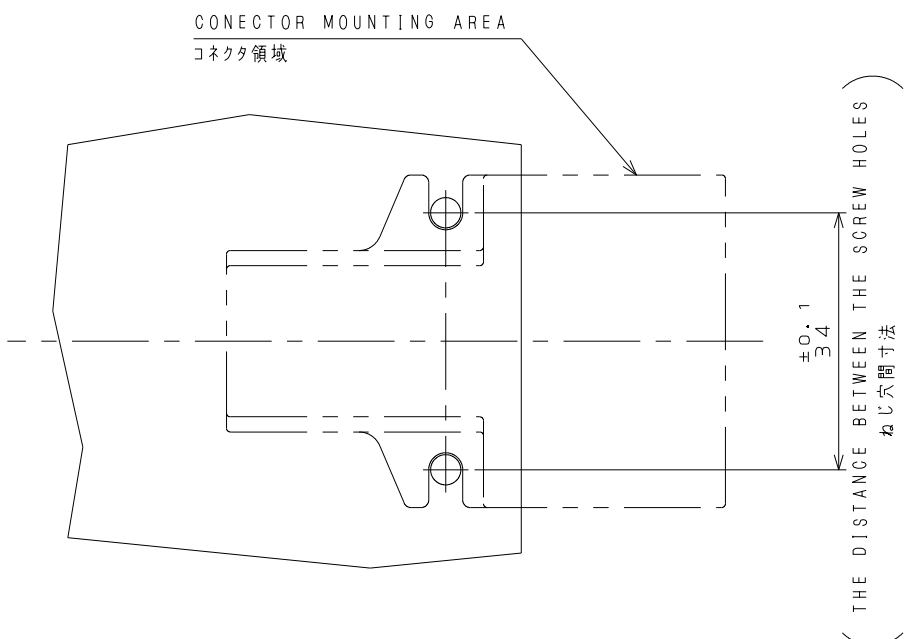 CONECTOR MOUNTING AREA
コネクタ領域
±0.1
34
(THE DISTANCE BETWEEN THE SCREW HOLES
ねじ穴間寸法)